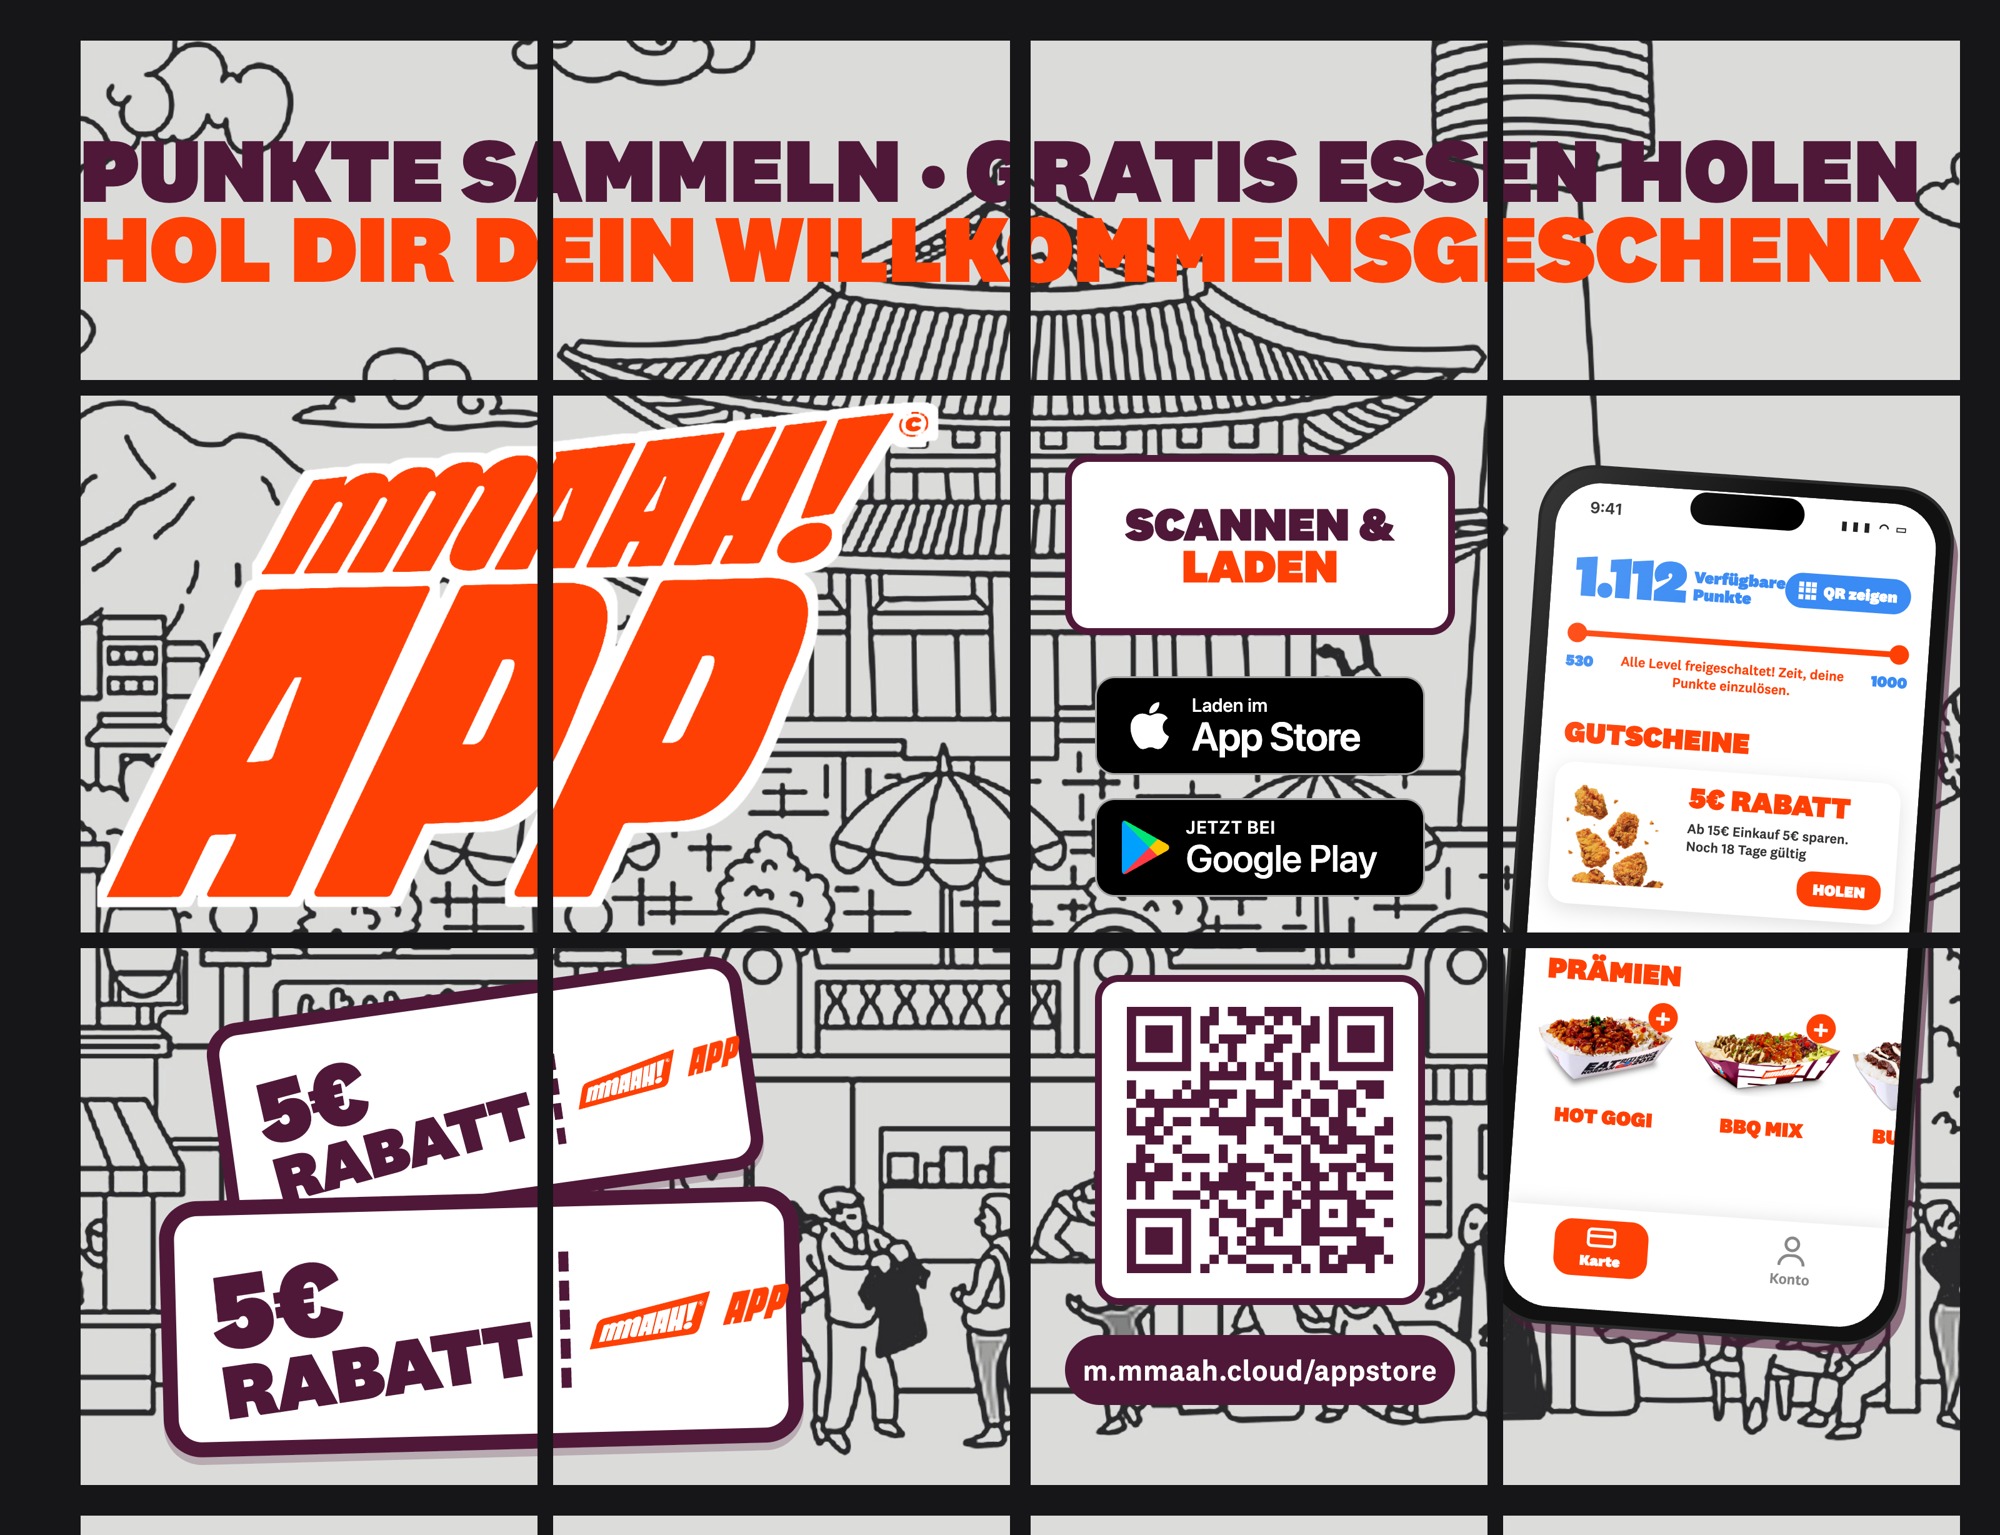 PUNKTE SAMMELN • GRATIS ESSEN HOLEN
HOL DIR DEIN WILLKOMMENSGESCHENK
mmAAH!©
APP
SCANNEN &
LADEN
Laden im
App Store
JETZT BEI
Google Play
9:41
1.112 Verfügbare
Punkte
QR zeigen
530
Alle Level freigeschaltet! Zeit, deine
Punkte einzulösen.
1000
GUTSCHEINE
5€ RABATT
Ab 15€ Einkauf 5€ sparen.
Noch 18 Tage gültig
HOLEN
PRÄMIEN
HOT GOGI
BBQ MIX
BU
Karte
Konto
5€
RABATT
mmAAH! APP
5€
RABATT
mmAAH! APP
m.mmaah.cloud/appstore